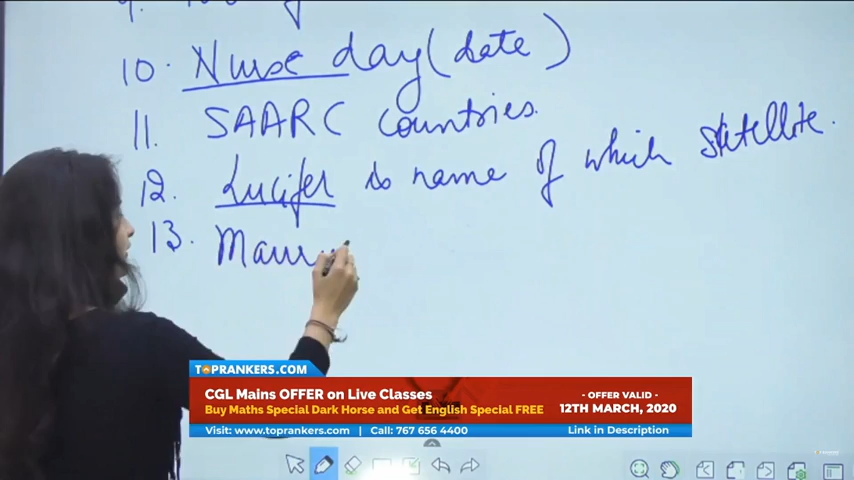 9.
10. Nurse day (date)
11. SAARC countries.
12. Lucifer is name of which satellite.
13. Maur
TOPRANKERS.COM
CGL Mains OFFER on Live Classes
Buy Maths Special Dark Horse and Get English Special FREE
- OFFER VALID -
12TH MARCH, 2020
Visit: www.toprankers.com | Call: 767 656 4400
Link in Description